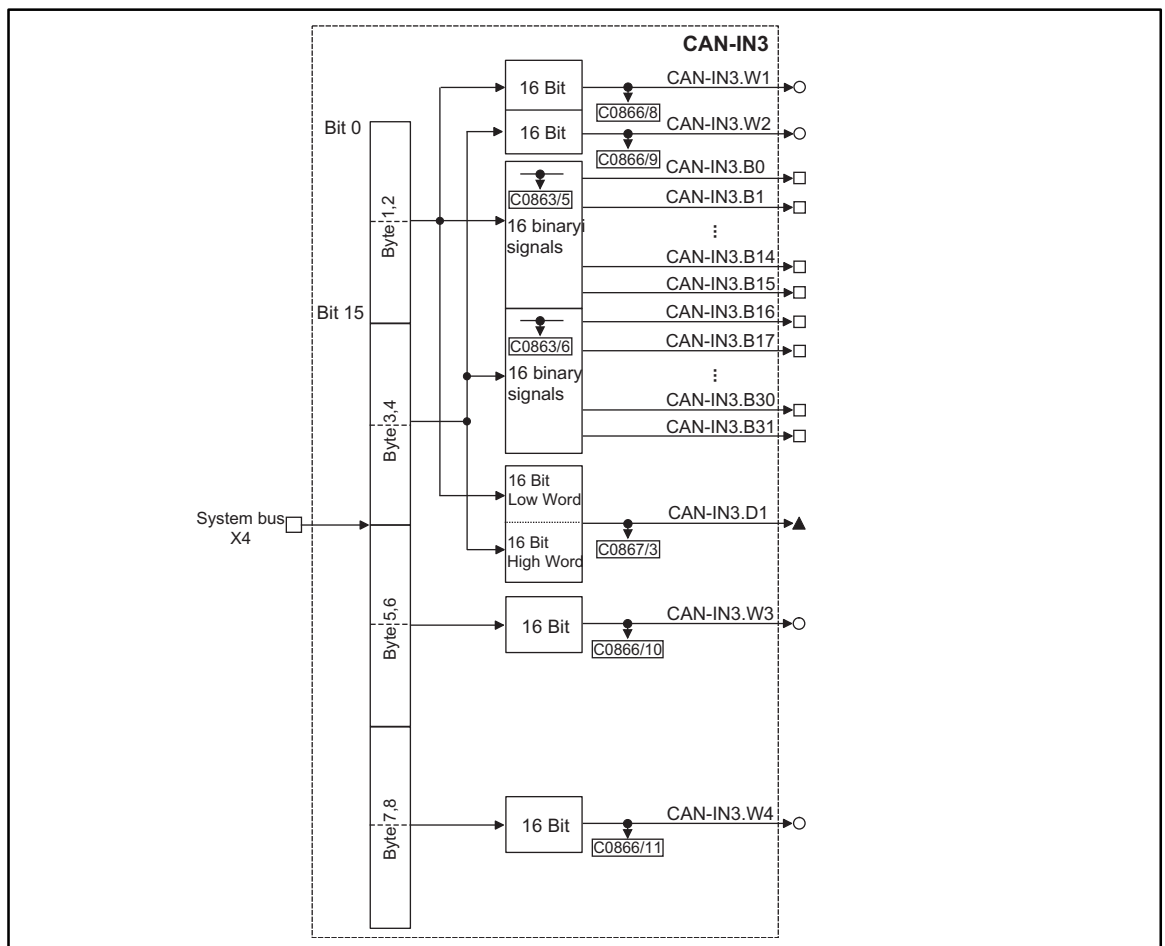 CAN-IN3
16 Bit
CAN-IN3.W1
C0866/8
Bit 0
16 Bit
CAN-IN3.W2
C0866/9
CAN-IN3.B0
C0863/5
CAN-IN3.B1
Byte 1,2
16 binaryi
signals
⋮
CAN-IN3.B14
CAN-IN3.B15
Bit 15
CAN-IN3.B16
C0863/6
CAN-IN3.B17
16 binary
signals
⋮
CAN-IN3.B30
Byte 3,4
CAN-IN3.B31
16 Bit
Low Word
System bus
X4
CAN-IN3.D1
16 Bit
High Word
C0867/3
Byte 5,6
16 Bit
CAN-IN3.W3
C0866/10
Byte 7,8
16 Bit
CAN-IN3.W4
C0866/11